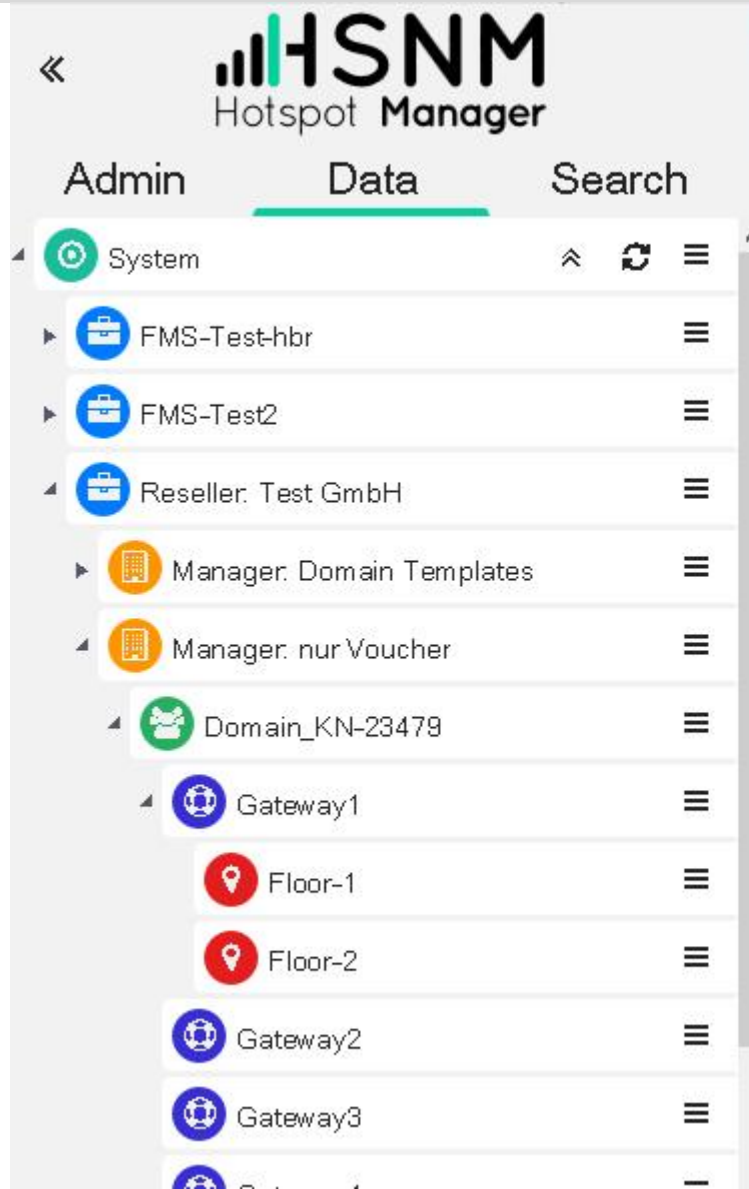 HSNM
Hotspot Manager
Admin Data Search
System
FMS-Test-hbr
FMS-Test2
Reseller: Test GmbH
Manager: Domain Templates
Manager: nur Voucher
Domain_KN-23479
Gateway1
Floor-1
Floor-2
Gateway2
Gateway3